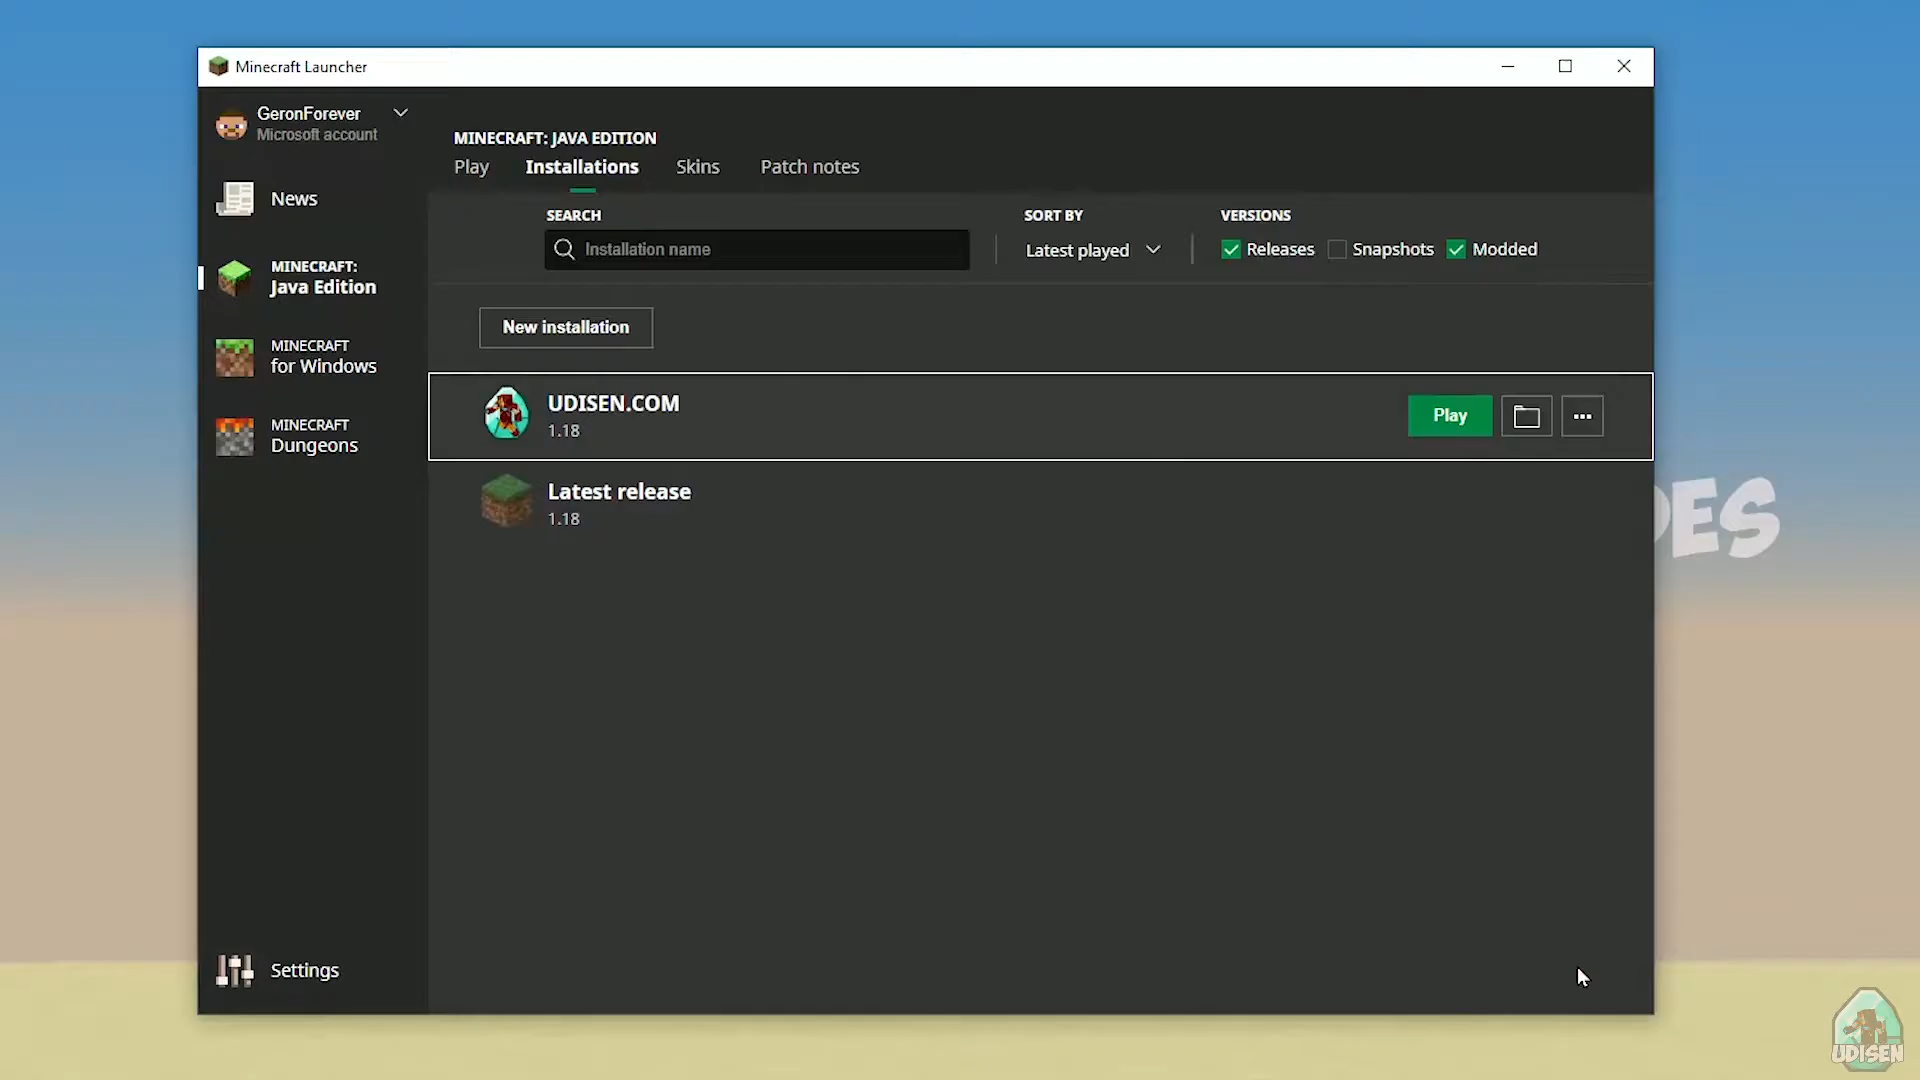 Minecraft Launcher
GeronForever
Microsoft account
News
MINECRAFT:
Java Edition
MINECRAFT
for Windows
MINECRAFT
Dungeons
Settings
MINECRAFT: JAVA EDITION
Play Installations Skins Patch notes
SEARCH SORT BY VERSIONS
Installation name Latest played Releases Snapshots Modded
New installation
UDISEN.COM
1.18
Play
Latest release
1.18
DES
UDISEN